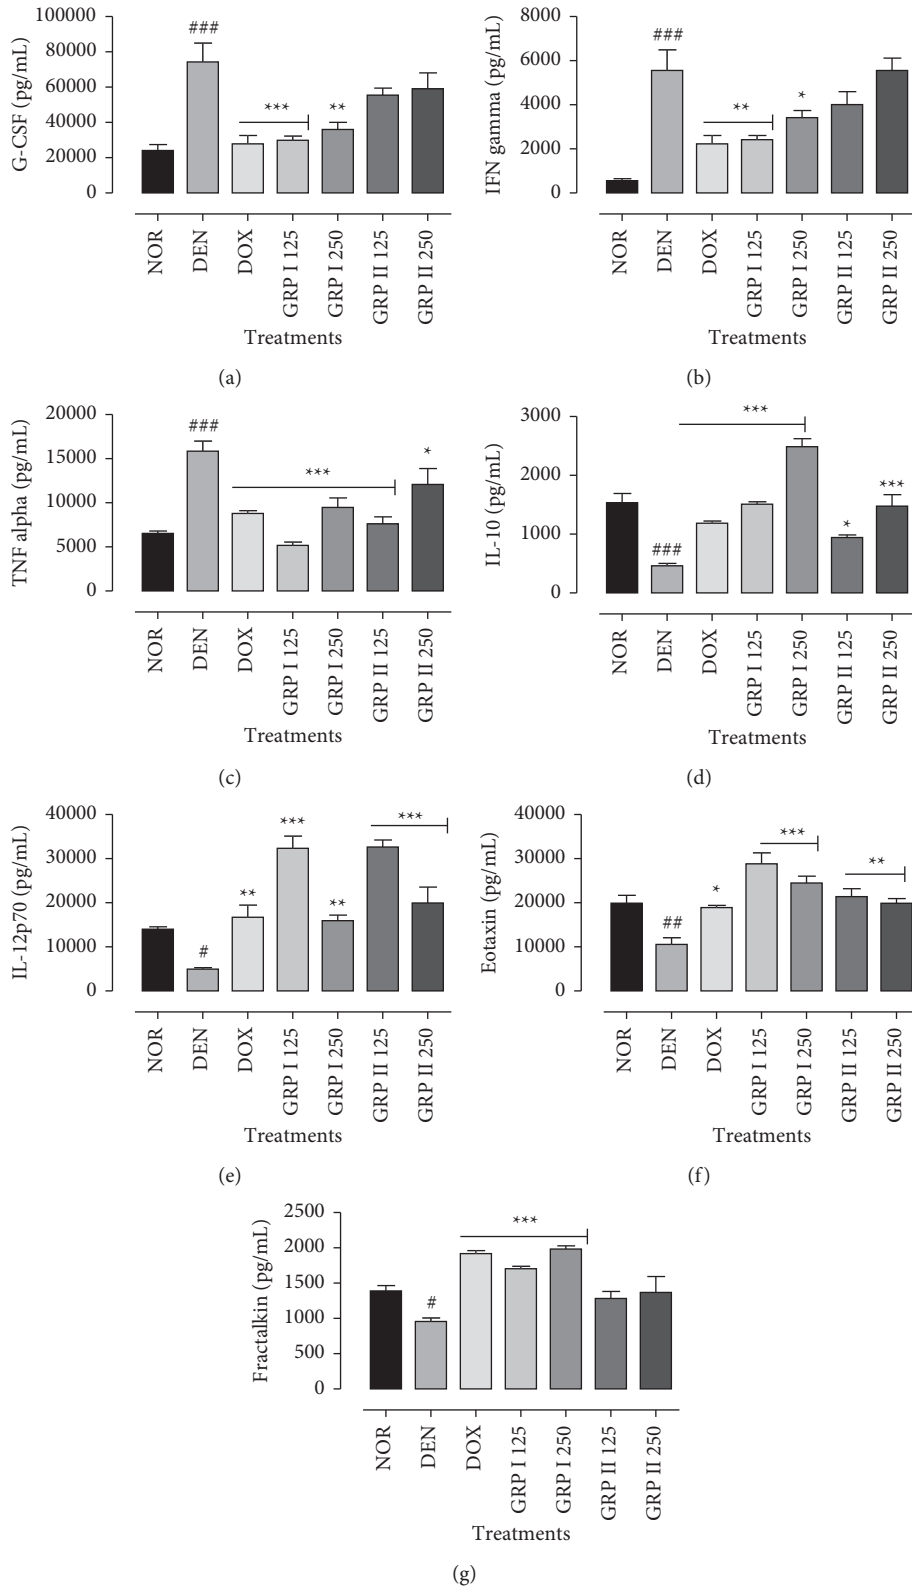 G-CSF (pg/mL)
100000
80000
60000
40000
20000
0
###
***
**
NOR
DEN
DOX
GRP I 125
GRP I 250
GRP II 125
GRP II 250
Treatments
(a)
IFN gamma (pg/mL)
8000
6000
4000
2000
0
###
**
*
NOR
DEN
DOX
GRP I 125
GRP I 250
GRP II 125
GRP II 250
Treatments
(b)
TNF alpha (pg/mL)
20000
15000
10000
5000
0
###
***
*
NOR
DEN
DOX
GRP I 125
GRP I 250
GRP II 125
GRP II 250
Treatments
(c)
IL-10 (pg/mL)
3000
2000
1000
0
###
***
*
***
NOR
DEN
DOX
GRP I 125
GRP I 250
GRP II 125
GRP II 250
Treatments
(d)
IL-12p70 (pg/mL)
40000
30000
20000
10000
0
#
**
***
**
***
NOR
DEN
DOX
GRP I 125
GRP I 250
GRP II 125
GRP II 250
Treatments
(e)
Eotaxin (pg/mL)
40000
30000
20000
10000
0
##
*
***
**
NOR
DEN
DOX
GRP I 125
GRP I 250
GRP II 125
GRP II 250
Treatments
(f)
Fractalkin (pg/mL)
2500
2000
1500
1000
500
0
#
***
NOR
DEN
DOX
GRP I 125
GRP I 250
GRP II 125
GRP II 250
Treatments
(g)